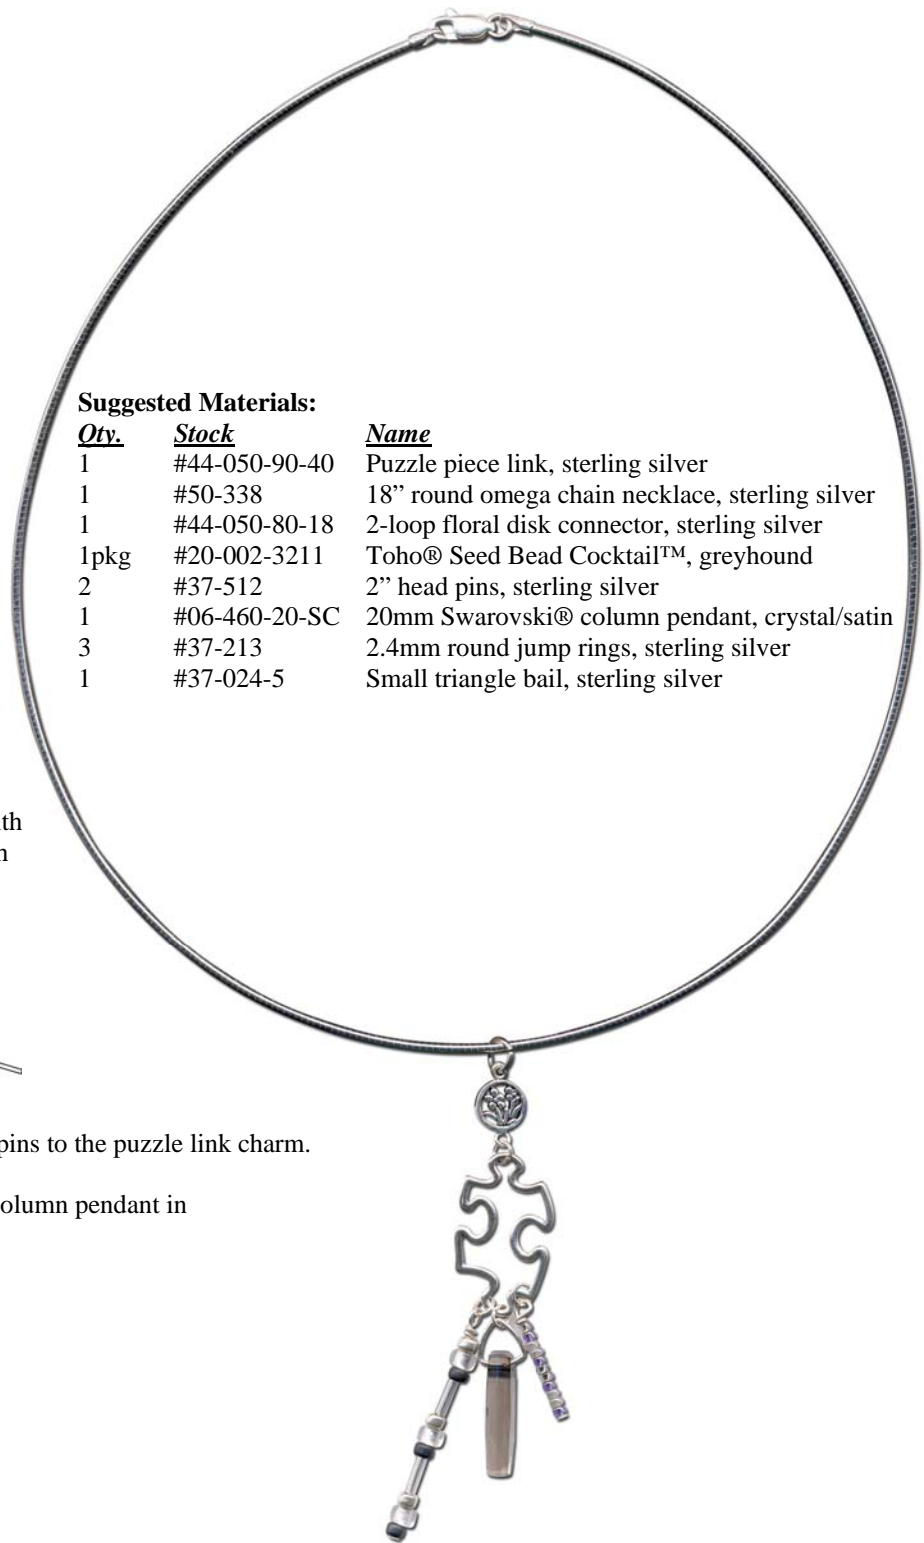 Suggested Materials:
Qty. Stock Name
1 #44-050-90-40 Puzzle piece link, sterling silver
1 #50-338 18” round omega chain necklace, sterling silver
1 #44-050-80-18 2-loop floral disk connector, sterling silver
1pkg #20-002-3211 Toho® Seed Bead Cocktail™, greyhound
2 #37-512 2” head pins, sterling silver
1 #06-460-20-SC 20mm Swarovski® column pendant, crystal/satin
3 #37-213 2.4mm round jump rings, sterling silver
1 #37-024-5 Small triangle bail, sterling silver
pins to the puzzle link charm.
column pendant in